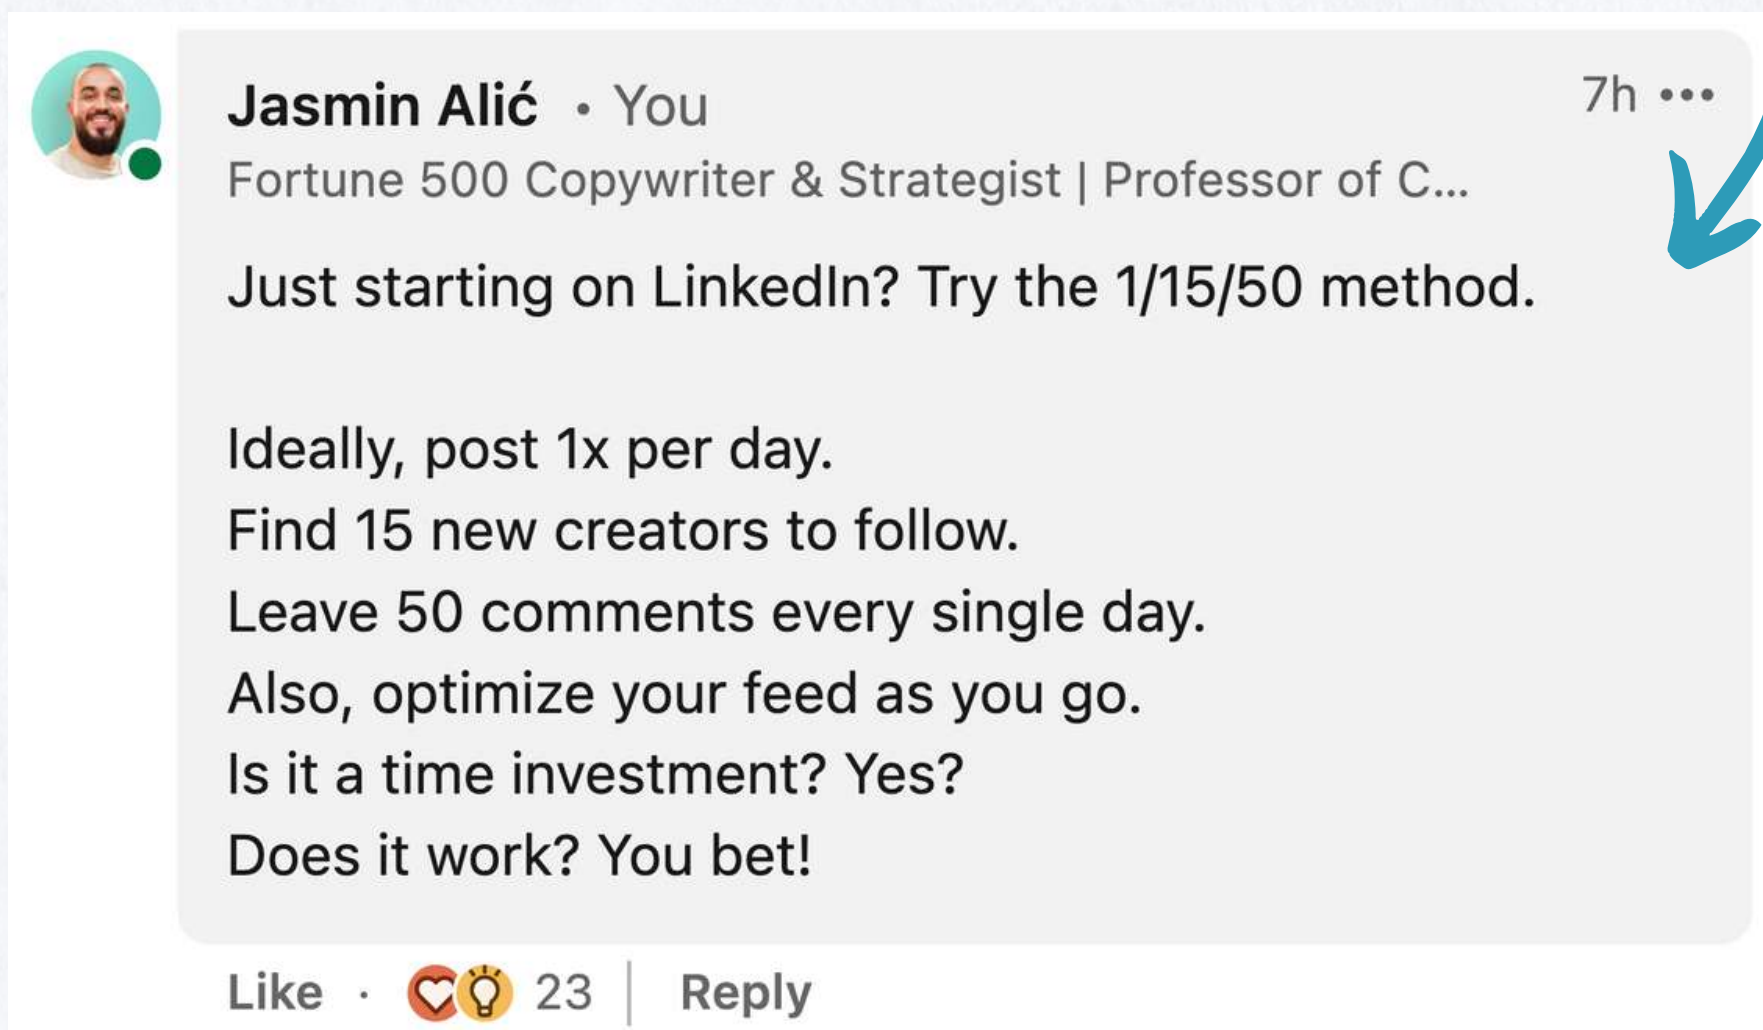 Jasmin Alić • You
7h •••
Fortune 500 Copywriter & Strategist | Professor of C...
Just starting on LinkedIn? Try the 1/15/50 method.
Ideally, post 1x per day.
Find 15 new creators to follow.
Leave 50 comments every single day.
Also, optimize your feed as you go.
Is it a time investment? Yes?
Does it work? You bet!
Like · 23 | Reply